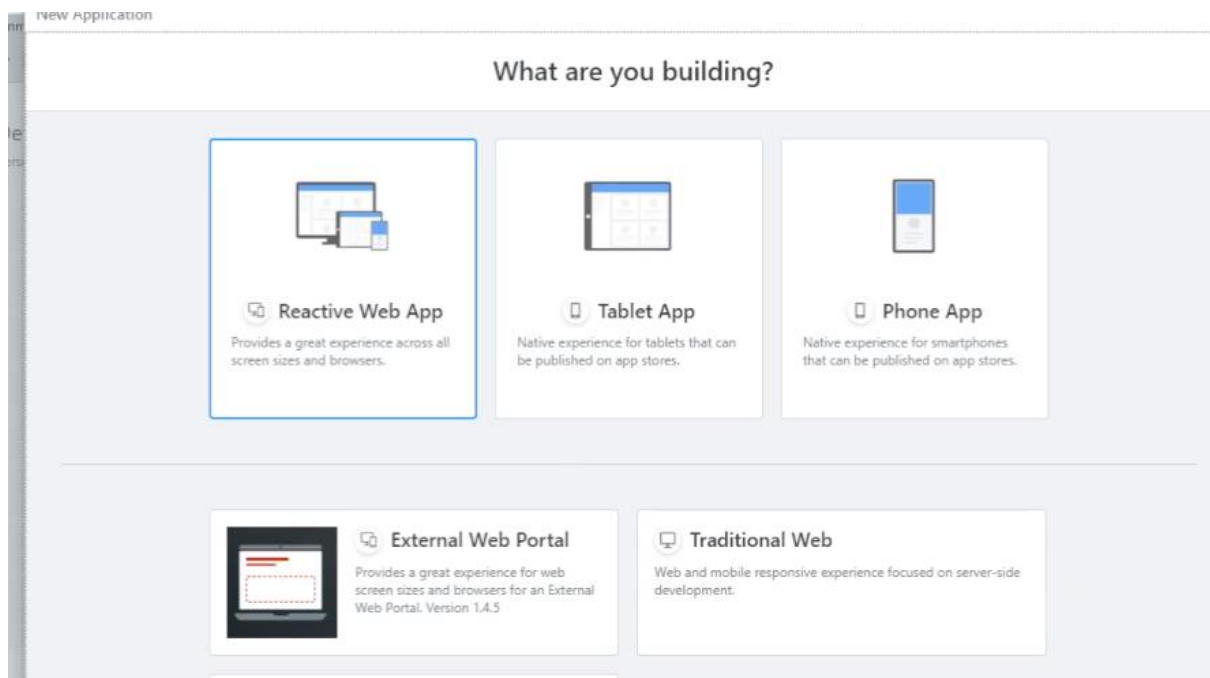 New Application
What are you building?
Reactive Web App
Provides a great experience across all
screen sizes and browsers.
Tablet App
Native experience for tablets that can
be published on app stores.
Phone App
Native experience for smartphones
that can be published on app stores.
External Web Portal
Provides a great experience for web
screen sizes and browsers for an External
Web Portal. Version 1.4.5
Traditional Web
Web and mobile responsive experience focused on server-side
development.